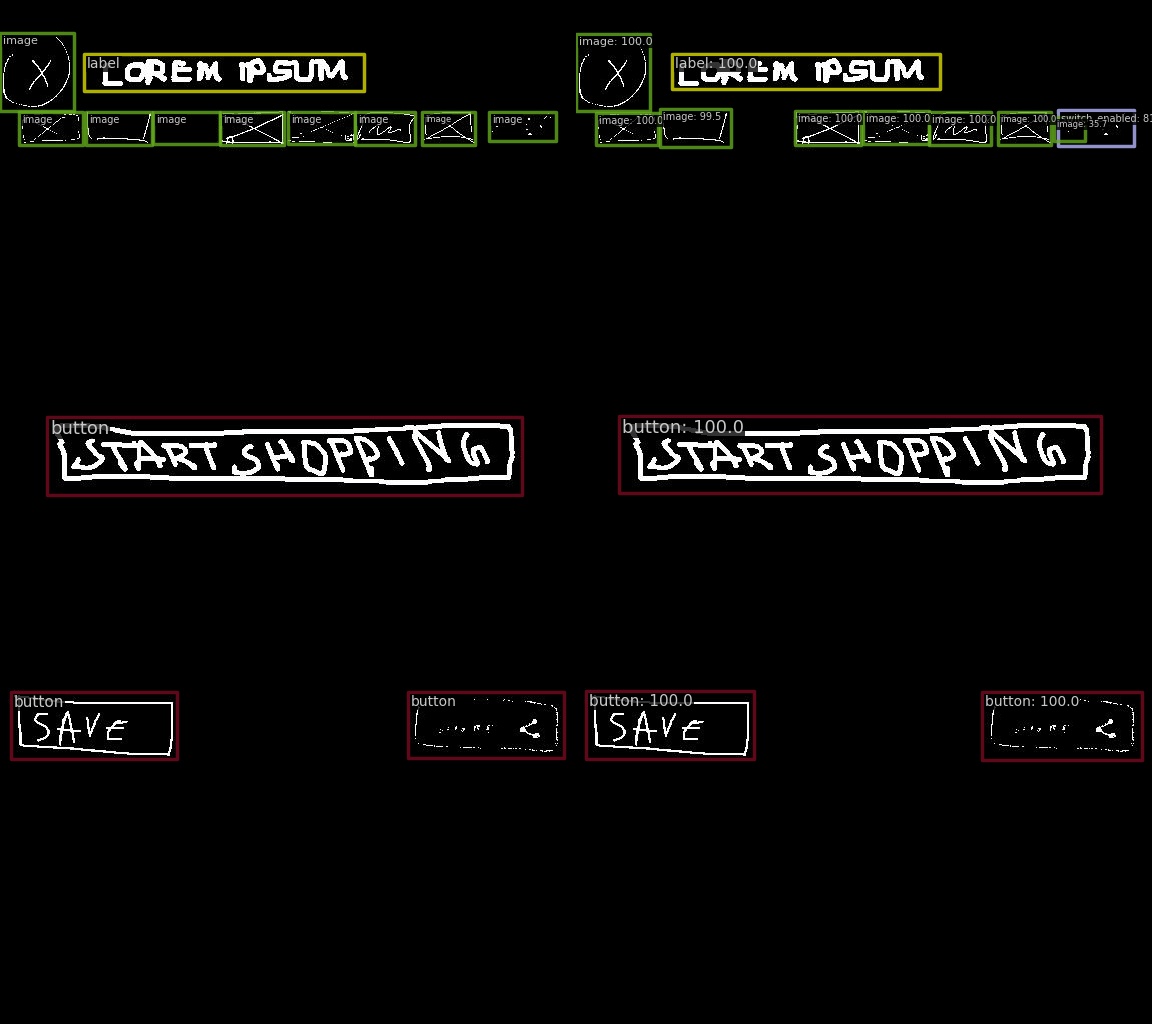 image image: 100.0
label LOREM IPSUM label: 100.0 LOREM IPSUM
image image image image image image image image image: 100.0 image: 99.5 image: 100.0 image: 100.0 image: 100.0 image: 100.0 switch_enabled: 81
image: 35.7
button button: 100.0
START SHOPPING START SHOPPING
button button button: 100.0 button: 100.0
SAVE SAVE